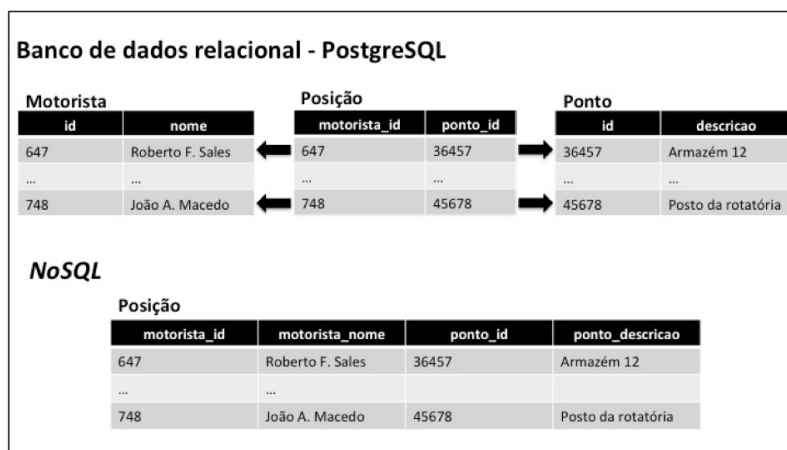 Banco de dados relacional - PostgreSQL
Motorista Posição Ponto
id nome motorista_id ponto_id id descricao
647 Roberto F. Sales 647 36457 36457 Armazém 12
... ... ... ... ... ...
748 João A. Macedo 748 45678 45678 Posto da rotatória
NoSQL
Posição
motorista_id motorista_nome ponto_id ponto_descricao
647 Roberto F. Sales 36457 Armazém 12
... ...
748 João A. Macedo 45678 Posto da rotatória